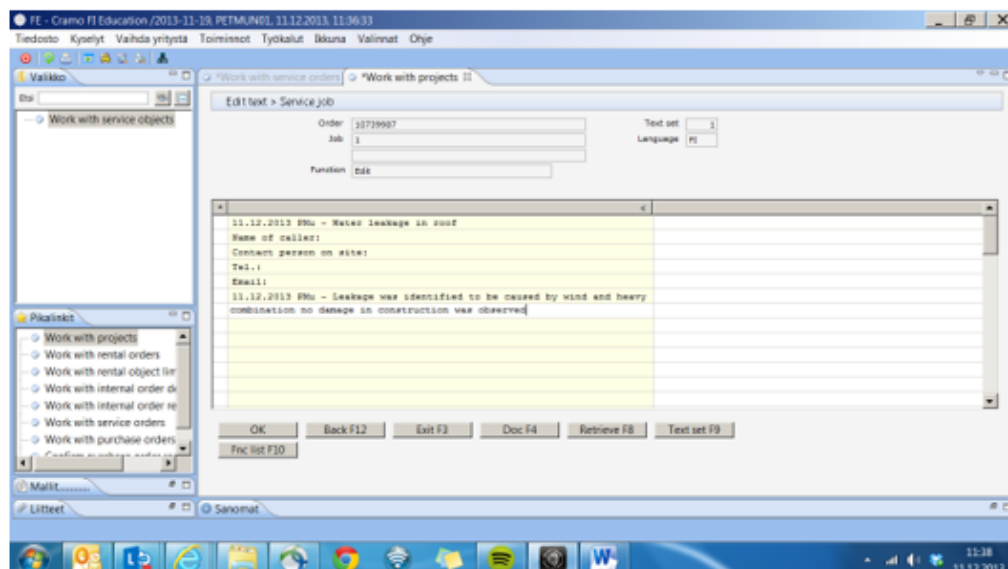 FE - Cramo FI Education /2013-11-19, PETMUN01, 11.12.2013, 11:36:33
Tiedosto Kyselyt Vaihda yritystä Toiminnot Työkalut Ikkuna Valinnat Ohje
Valikko
*Work with service orders
*Work with projects
Etsi
Edit text > Service job
Work with service objects
Order 10739987
Text set 1
Job 1
Language FI
Function Edit
11.12.2013 PMu - Water leakage in roof
Name of caller:
Contact person on site:
Tel.:
Email:
11.12.2013 PMu - Leakage was identified to be caused by wind and heavy
combination no damage in construction was observed
Pikalinkit
Work with projects
Work with rental orders
Work with rental object lim
Work with internal order de
Work with internal order re
Work with service orders
Work with purchase orders
OK Back F12 Exit F3 Doc F4 Retrieve F8 Text set F9
Fnc list F10
Mallit.........
Liitteet
Sanomat
11:38
11.12.2013